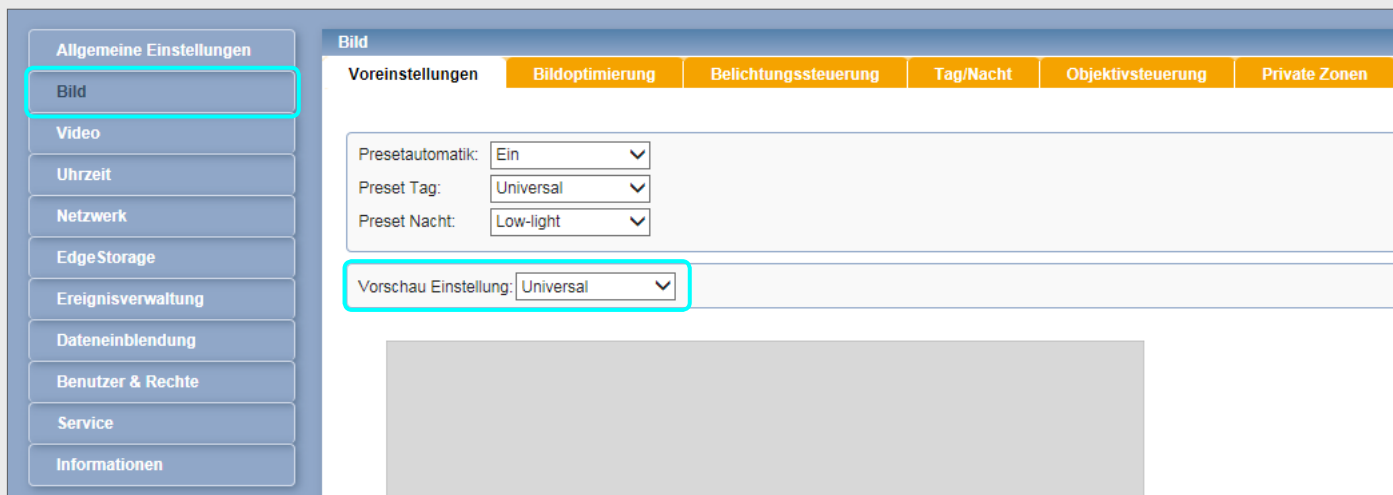 Allgemeine Einstellungen
Bild
Video
Uhrzeit
Netzwerk
EdgeStorage
Ereignisverwaltung
Dateneinblendung
Benutzer & Rechte
Service
Informationen
Bild
Voreinstellungen Bildoptimierung Belichtungssteuerung Tag/Nacht Objektivsteuerung Private Zonen
Presetautomatik: Ein
Preset Tag: Universal
Preset Nacht: Low-light
Vorschau Einstellung: Universal